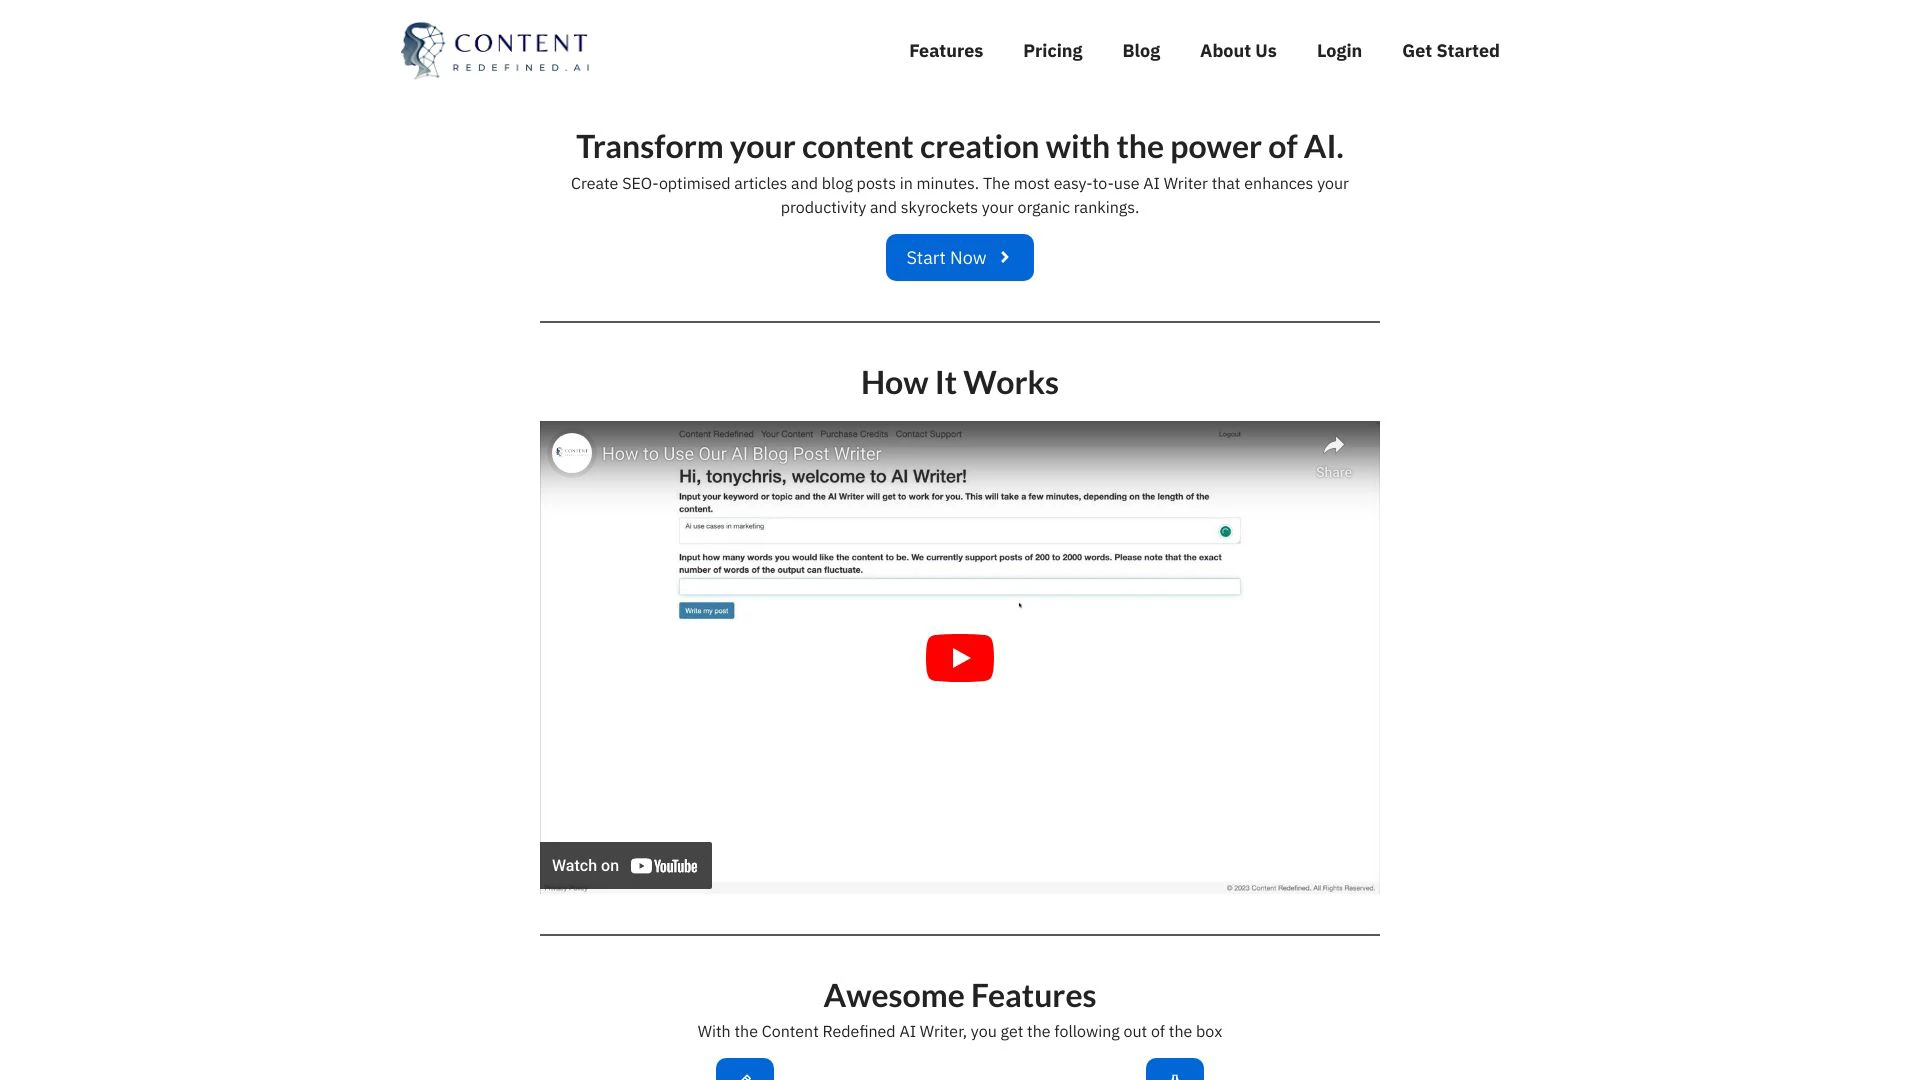 CONTENT
REDEFINED.AI
Features Pricing Blog About Us Login Get Started
Transform your content creation with the power of AI.
Create SEO-optimised articles and blog posts in minutes. The most easy-to-use AI Writer that enhances your
productivity and skyrockets your organic rankings.
Start Now
How It Works
Content Redefined Your Content Purchase Credits Contact Support Logout
CONTENT
How to Use Our AI Blog Post Writer
Share
Hi, tonychris, welcome to AI Writer!
Input your keyword or topic and the AI Writer will get to work for you. This will take a few minutes, depending on the length of the
content.
Ai use cases in marketing
Input how many words you would like the content to be. We currently support posts of 200 to 2000 words. Please note that the exact
number of words of the output can fluctuate.
Write my post
Watch on YouTube
Privacy Policy
© 2023 Content Redefined. All Rights Reserved.
Awesome Features
With the Content Redefined AI Writer, you get the following out of the box